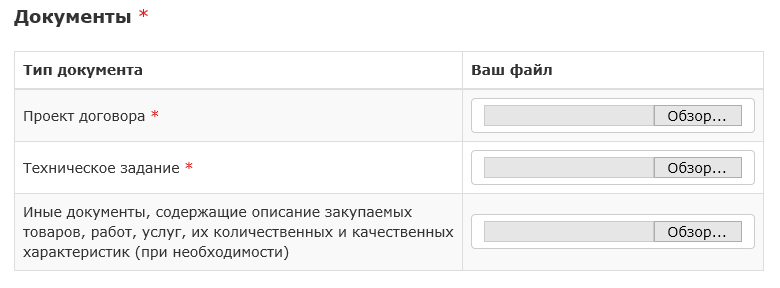 Документы *
Тип документа Ваш файл
Проект договора * Обзор...
Техническое задание * Обзор...
Иные документы, содержащие описание закупаемых
товаров, работ, услуг, их количественных и качественных
характеристик (при необходимости) Обзор...